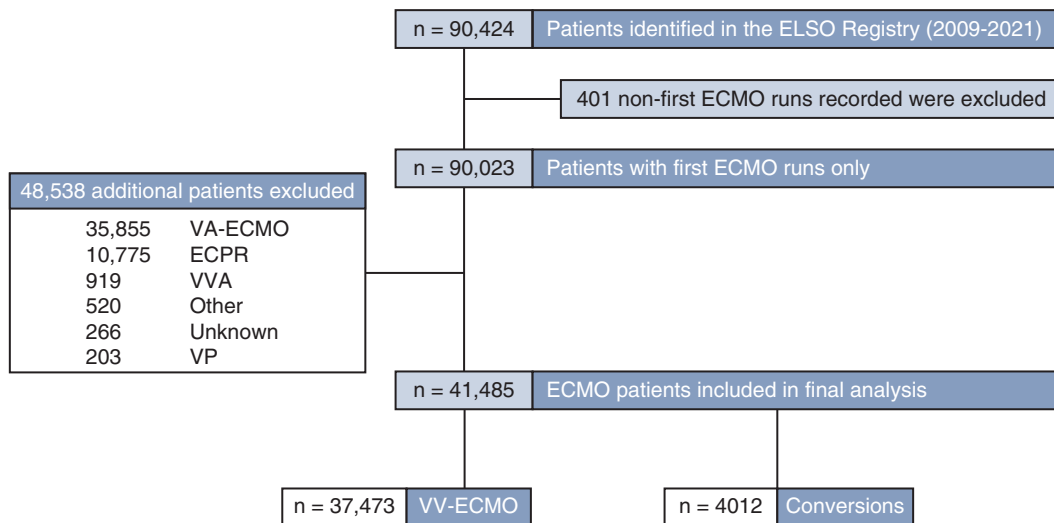 n = 90,424 Patients identified in the ELSO Registry (2009-2021)
401 non-first ECMO runs recorded were excluded
n = 90,023 Patients with first ECMO runs only
48,538 additional patients excluded
35,855 VA-ECMO
10,775 ECPR
919 VVA
520 Other
266 Unknown
203 VP
n = 41,485 ECMO patients included in final analysis
n = 37,473 VV-ECMO
n = 4012 Conversions